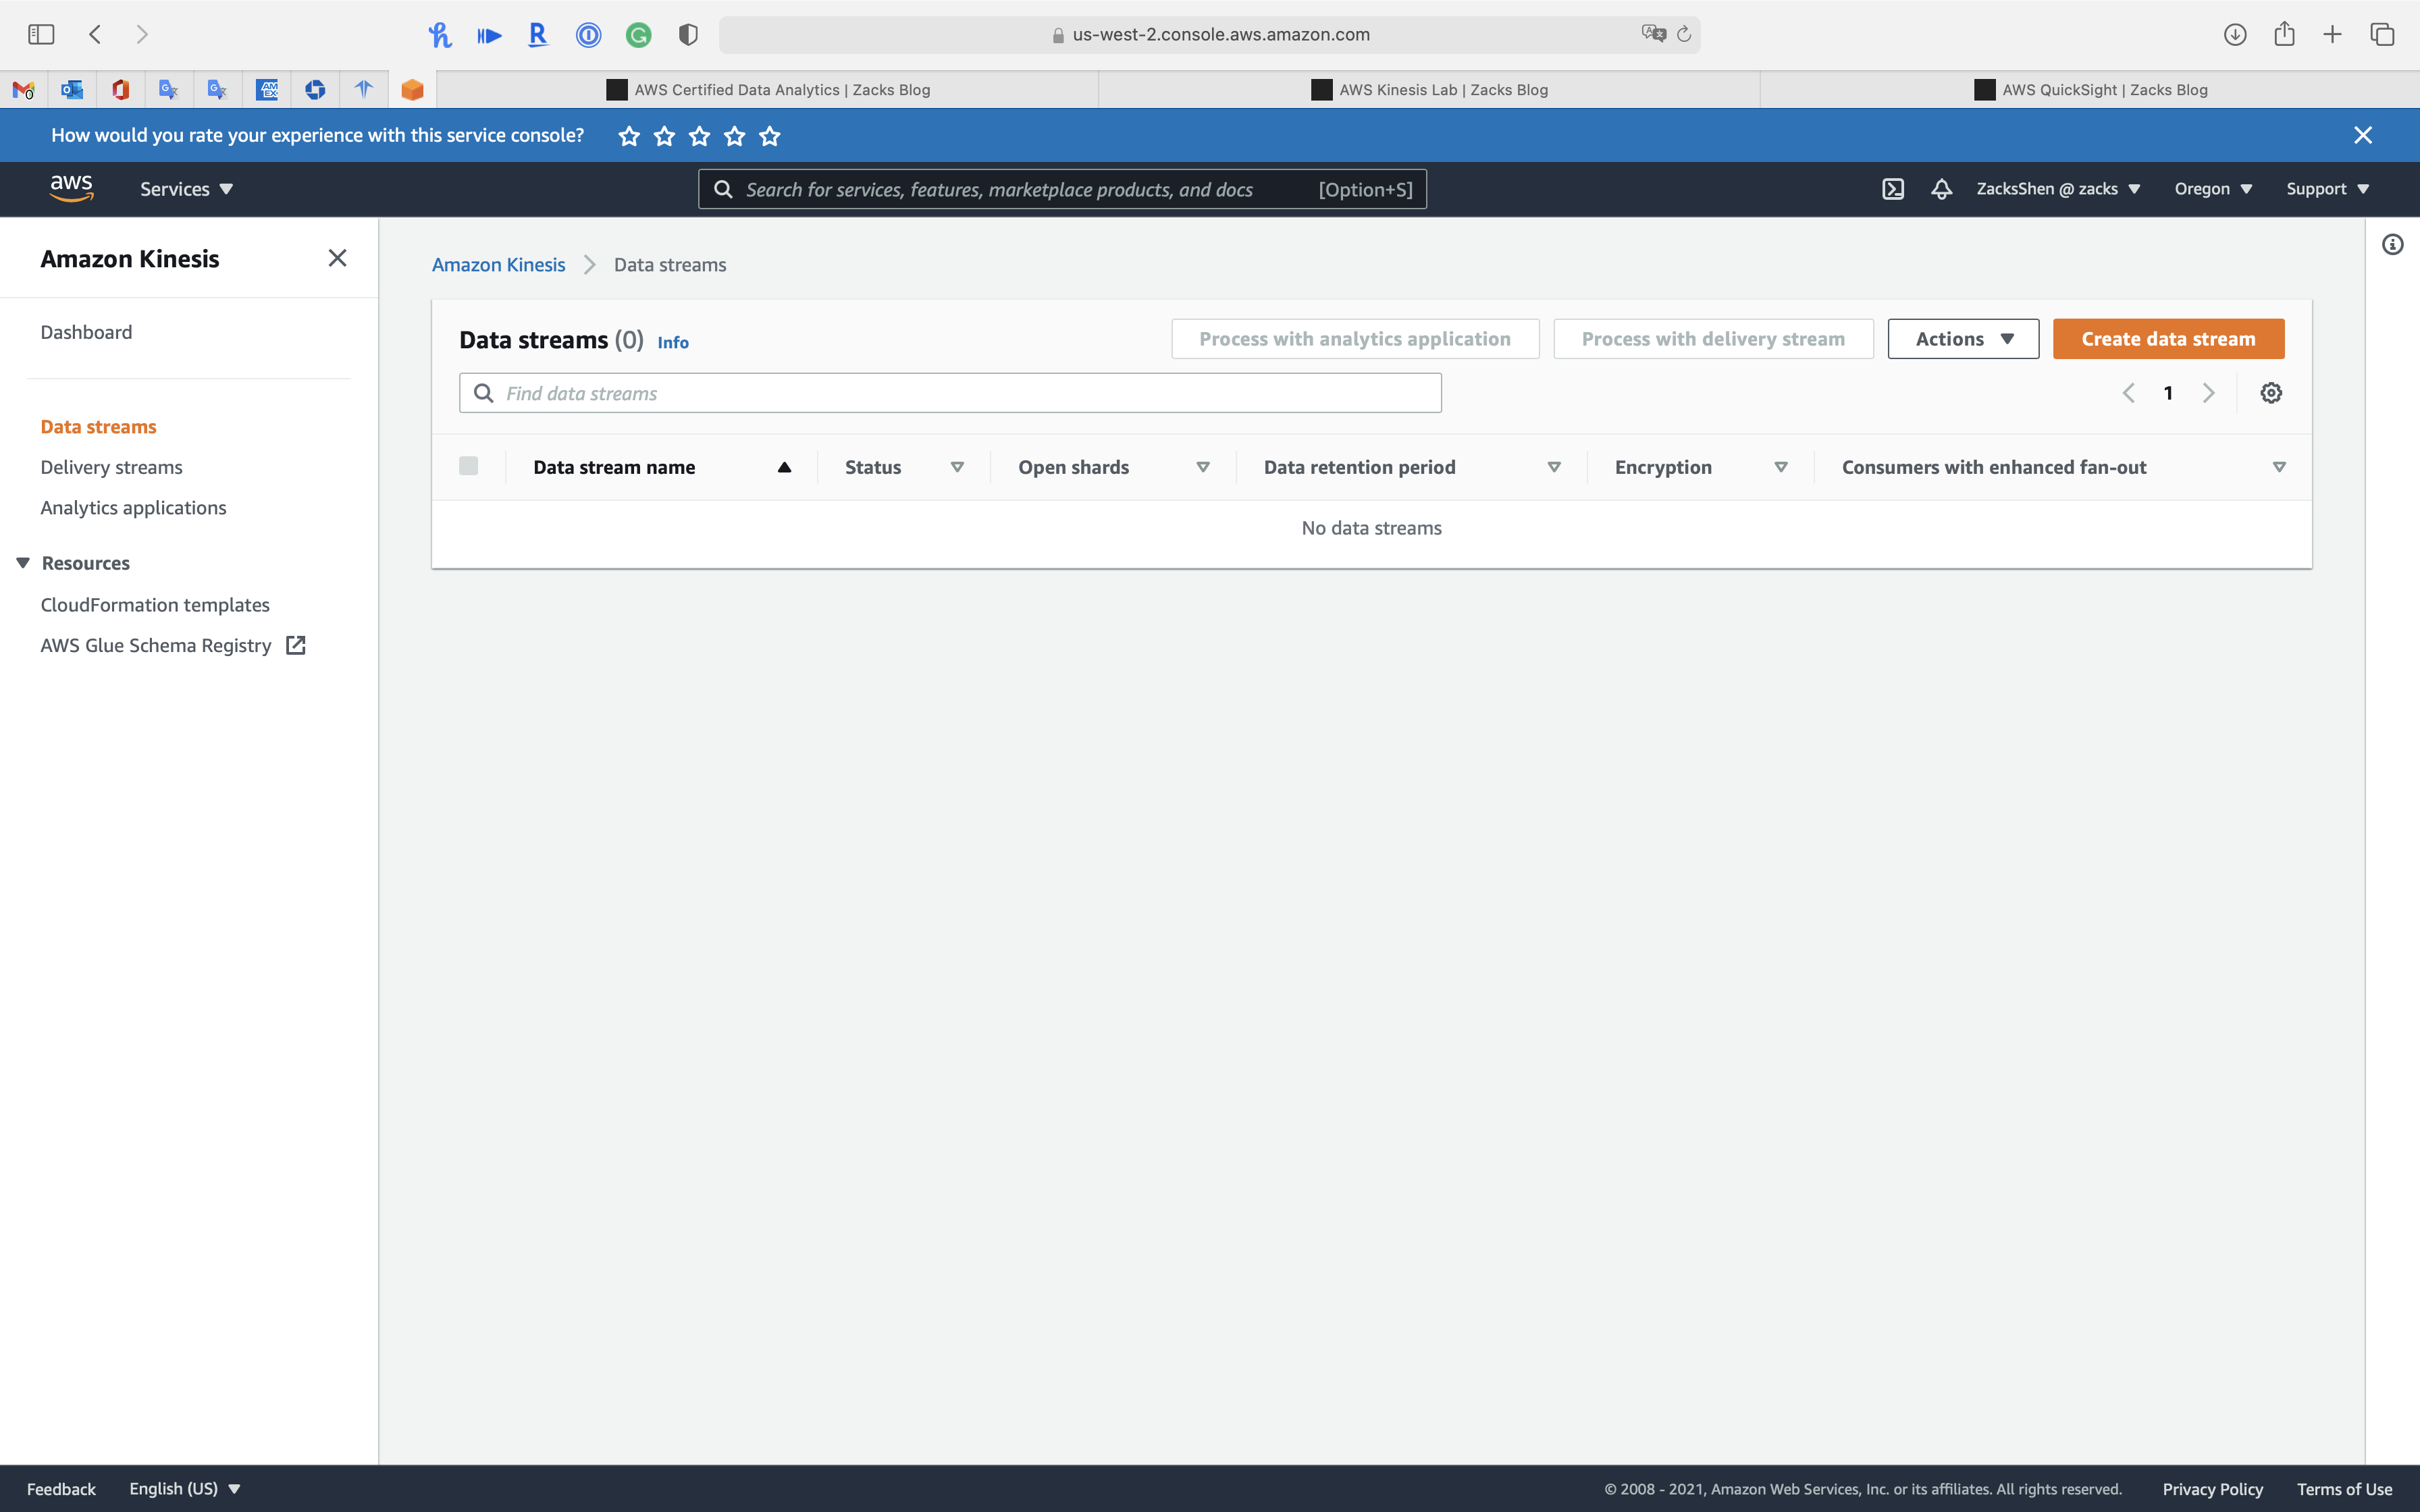 us-west-2.console.aws.amazon.com
AWS Certified Data Analytics | Zacks Blog
AWS Kinesis Lab | Zacks Blog
AWS QuickSight | Zacks Blog
How would you rate your experience with this service console?
aws
Services
Search for services, features, marketplace products, and docs
[Option+S]
ZacksShen @ zacks
Oregon
Support
Amazon Kinesis
Dashboard
Data streams
Delivery streams
Analytics applications
Resources
CloudFormation templates
AWS Glue Schema Registry
Amazon Kinesis
Data streams
Data streams (0) Info
Process with analytics application
Process with delivery stream
Actions
Create data stream
Find data streams
1
Data stream name
Status
Open shards
Data retention period
Encryption
Consumers with enhanced fan-out
No data streams
Feedback
English (US)
© 2008 - 2021, Amazon Web Services, Inc. or its affiliates. All rights reserved.
Privacy Policy
Terms of Use